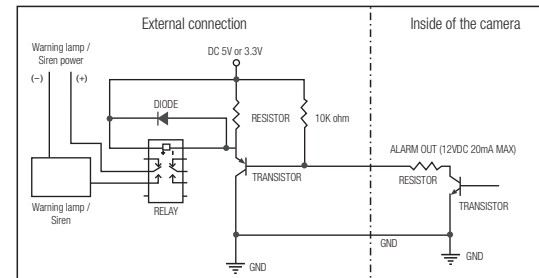 External connection
Inside of the camera
Warning lamp /
Siren power
(−)
(+)
DC 5V or 3.3V
DIODE
RESISTOR
10K ohm
ALARM OUT (12VDC 20mA MAX)
+
-
TRANSISTOR
RESISTOR
TRANSISTOR
Warning lamp /
Siren
RELAY
GND
GND
GND